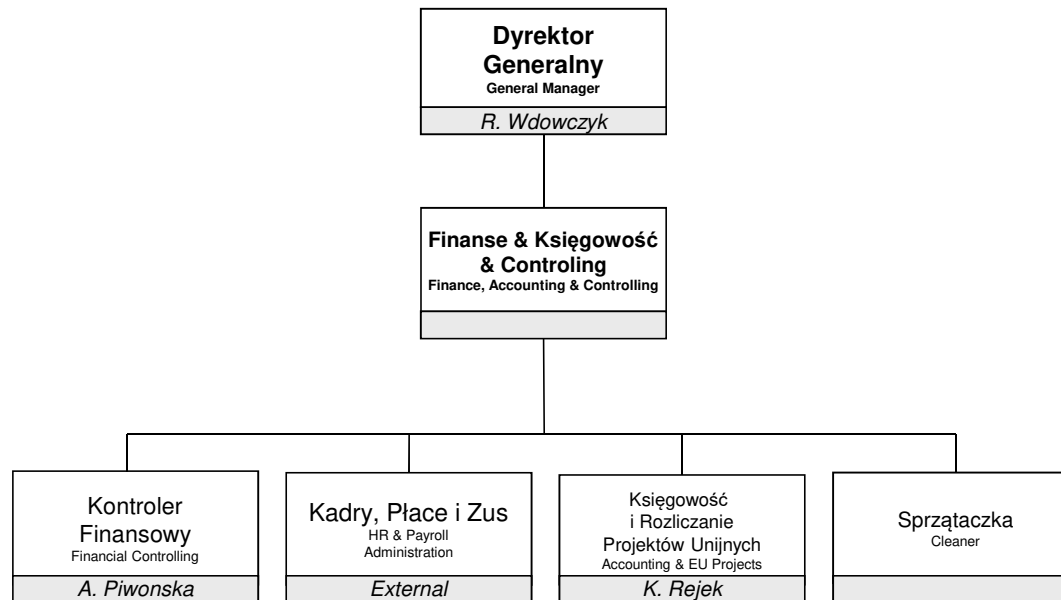 Dyrektor
Generalny
General Manager
R. Wdowczyk
Finanse & Księgowość
& Controling
Finance, Accounting & Controlling
Kontroler
Finansowy
Financial Controlling
A. Piwonska
Kadry, Płace i Zus
HR & Payroll
Administration
External
Księgowość
i Rozliczanie
Projektów Unijnych
Accounting & EU Projects
K. Rejek
Sprzątaczka
Cleaner